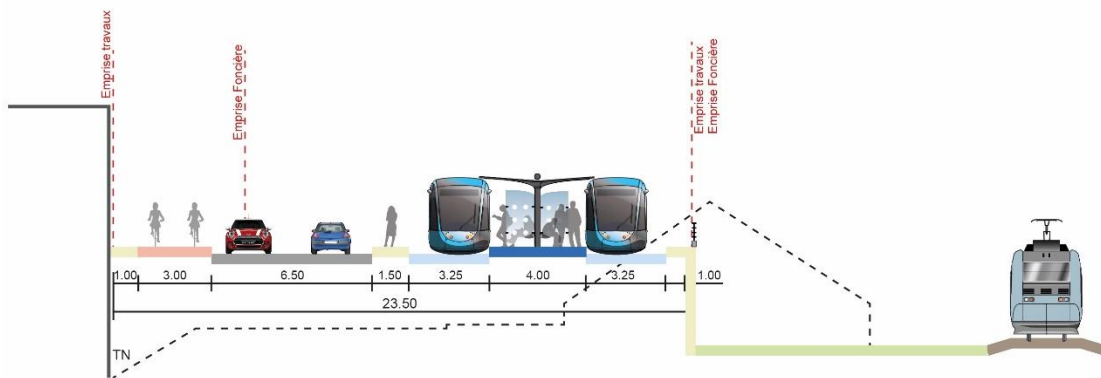 Emprise travaux
Emprise Foncière
Emprise travaux
Emprise Foncière
1.00
3.00
6.50
1.50
3.25
4.00
3.25
1.00
23.50
TN